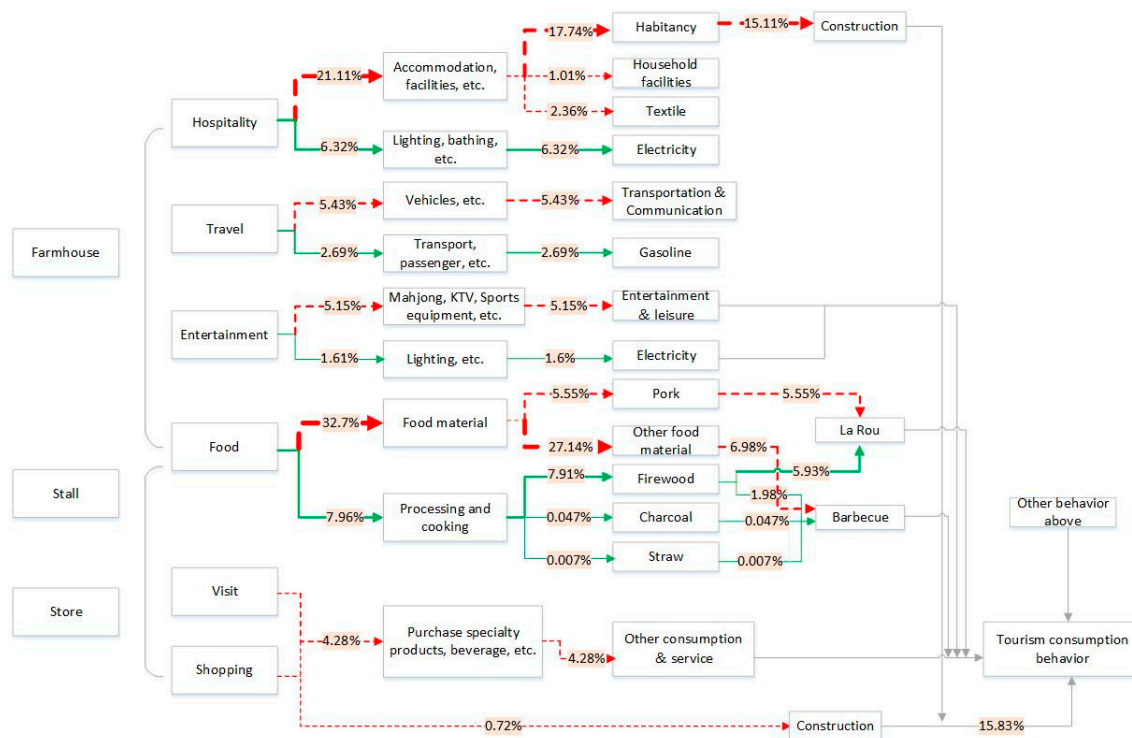 17.74%
Habitancy
15.11%
Construction
21.11%
Accommodation,
facilities, etc.
1.01%
Household
facilities
2.36%
Textile
Hospitality
6.32%
Lighting, bathing,
etc.
6.32%
Electricity
5.43%
Vehicles, etc.
5.43%
Transportation &
Communication
Travel
2.69%
Transport,
passenger, etc.
2.69%
Gasoline
Farmhouse
5.15%
Mahjong, KTV, Sports
equipment, etc.
5.15%
Entertainment
& leisure
Entertainment
1.61%
Lighting, etc.
1.6%
Electricity
5.55%
Pork
5.55%
32.7%
Food material
La Rou
Food
27.14%
Other food
material
6.98%
7.91%
Firewood
5.93%
1.98%
Stall
7.96%
Processing and
cooking
0.047%
Charcoal
0.047%
Barbecue
0.007%
Straw
0.007%
Other behavior
above
Store
Visit
4.28%
Purchase specialty
products, beverage, etc.
4.28%
Other consumption
& service
Tourism consumption
behavior
Shopping
0.72%
Construction
15.83%